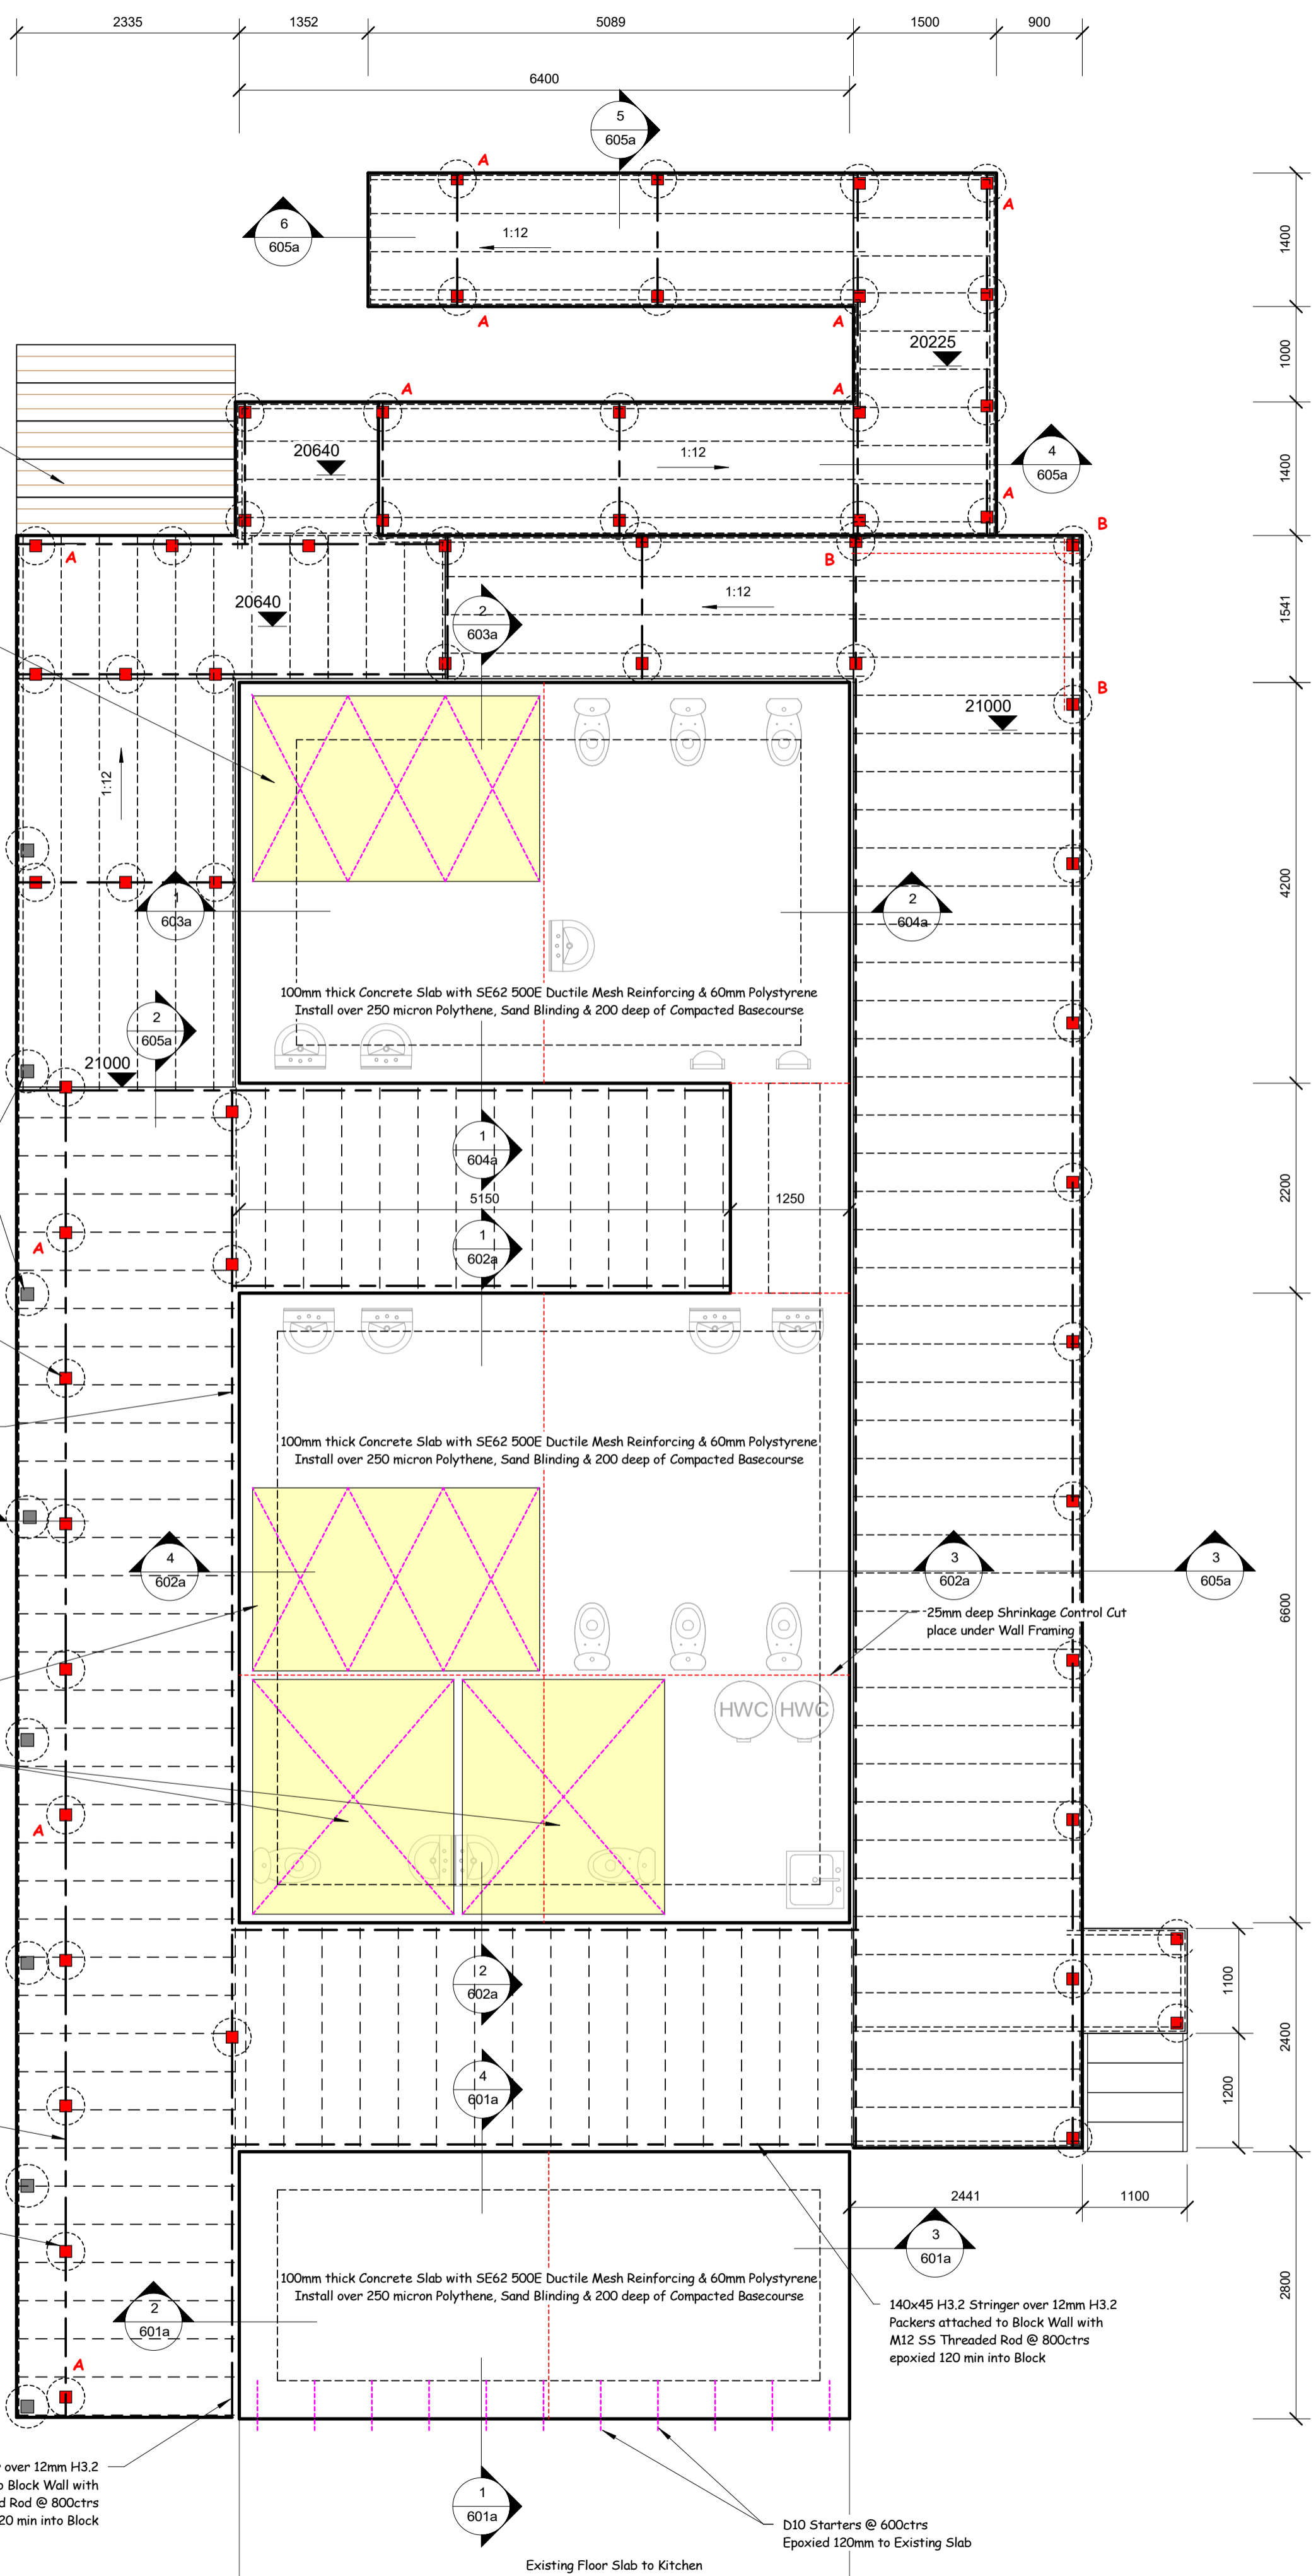 2335
1352
5089
1500
900
6400
5
605a
A
6
605a
1:12
A
1400
A
A
20225
1000
A
A
20640
1:12
4
605a
1400
A
B
A
B
20640
2
603a
1:12
1541
B
21000
1:12
1
603a
2
604a
4200
100mm thick Concrete Slab with SE62 500E Ductile Mesh Reinforcing & 60mm Polystyrene
Install over 250 micron Polythene, Sand Blinding & 200 deep of Compacted Basecourse
2
605a
21000
1
604a
5150
1250
2200
A
1
602a
100mm thick Concrete Slab with SE62 500E Ductile Mesh Reinforcing & 60mm Polystyrene
Install over 250 micron Polythene, Sand Blinding & 200 deep of Compacted Basecourse
4
602a
3
602a
3
605a
25mm deep Shrinkage Control Cut
place under Wall Framing
6600
HWC
HWC
A
2
602a
1100
2400
4
601a
1200
2441
1100
3
601a
100mm thick Concrete Slab with SE62 500E Ductile Mesh Reinforcing & 60mm Polystyrene
Install over 250 micron Polythene, Sand Blinding & 200 deep of Compacted Basecourse
2800
2
601a
140x45 H3.2 Stringer over 12mm H3.2
Packers attached to Block Wall with
M12 SS Threaded Rod @ 800ctrs
epoxied 120 min into Block
A
over 12mm H3.2
Block Wall with
Rod @ 800ctrs
20 min into Block
1
601a
D10 Starters @ 600ctrs
Epoxied 120mm to Existing Slab
Existing Floor Slab to Kitchen